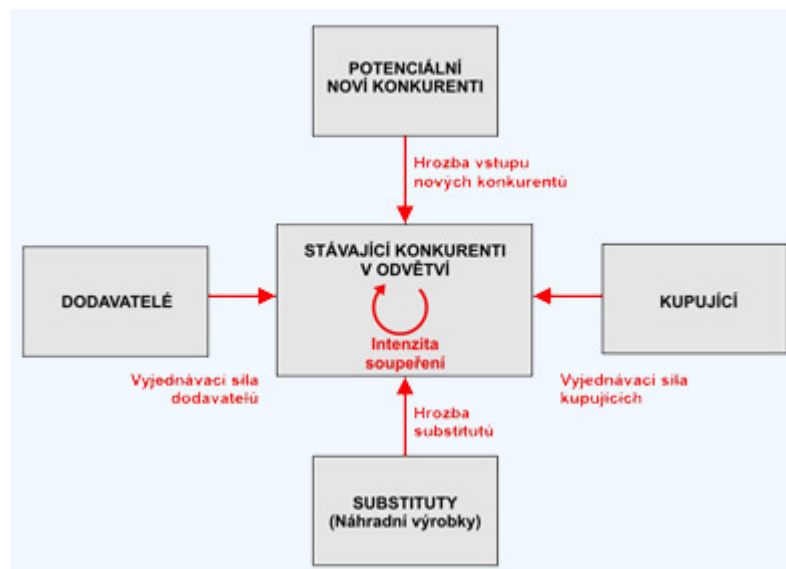 POTENCIÁLNÍ
NOVÍ KONKURENTI
Hrozba vstupu
nových konkurentů
STÁVAJÍCÍ KONKURENTI
V ODVĚTVÍ
Intenzita
soupeření
DODAVATELÉ
Vyjednávací síla
dodavatelů
KUPUJÍCÍ
Vyjednávací síla
kupujících
Hrozba
substitutů
SUBSTITUTY
(Náhradní výrobky)